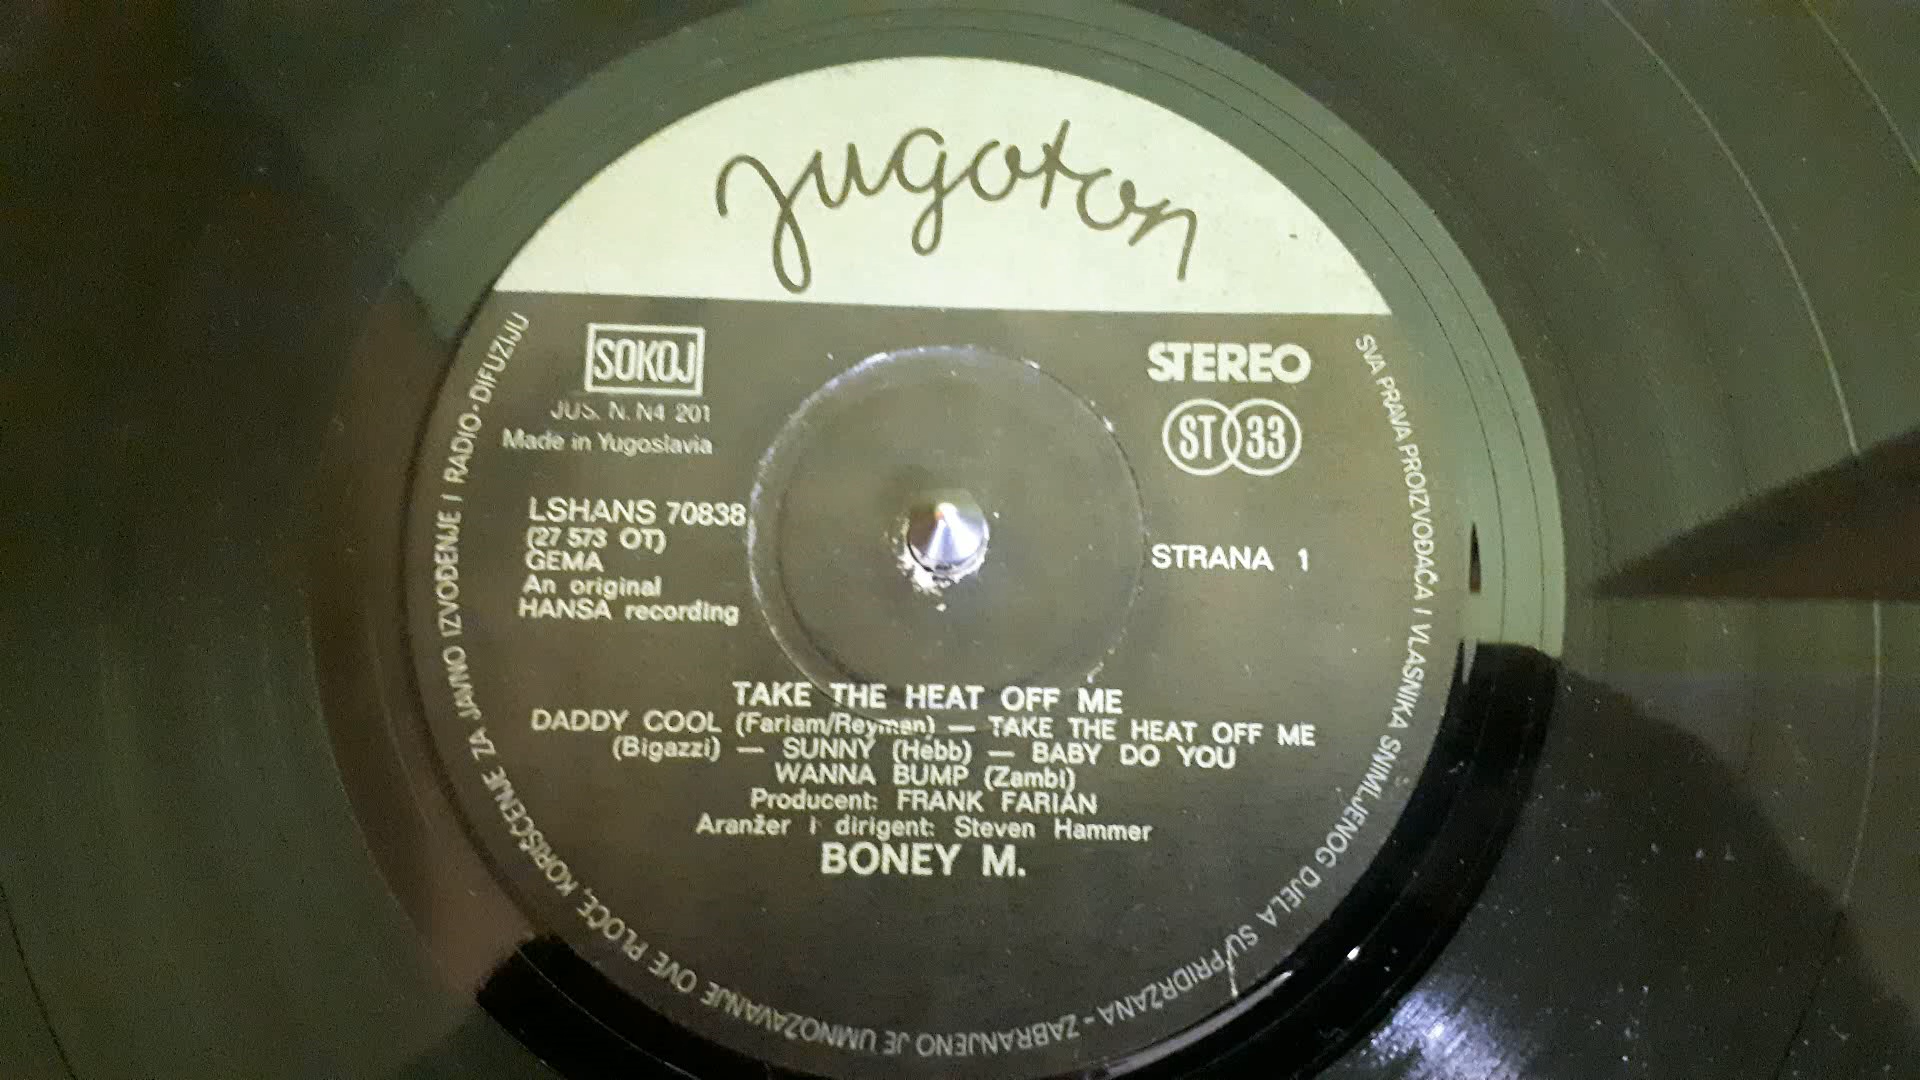 jugoton
SOKOJ
JUS. N. N4 201
Made in Yugoslavia
STEREO
ST 33
LSHANS 70838
(27 573 OT)
GEMA
An original
HANSA recording
STRANA 1
TAKE THE HEAT OFF ME
DADDY COOL (Fariam/Reyman) — TAKE THE HEAT OFF ME
(Bigazzi) — SUNNY (Hebb) — BABY DO YOU
WANNA BUMP (Zambi)
Producent: FRANK FARIAN
Aranžer i dirigent: Steven Hammer
BONEY M.
SVA PRAVA PROIZVOĐAČA I VLASNIKA SNIMLJENOG DJELA SU PRIDRŽANA - ZABRANJENO JE UMNOŽAVANJE OVE PLOČE, KORIŠĆENJE ZA JAVNO IZVOĐENJE I RADIO-DIFUZIJU